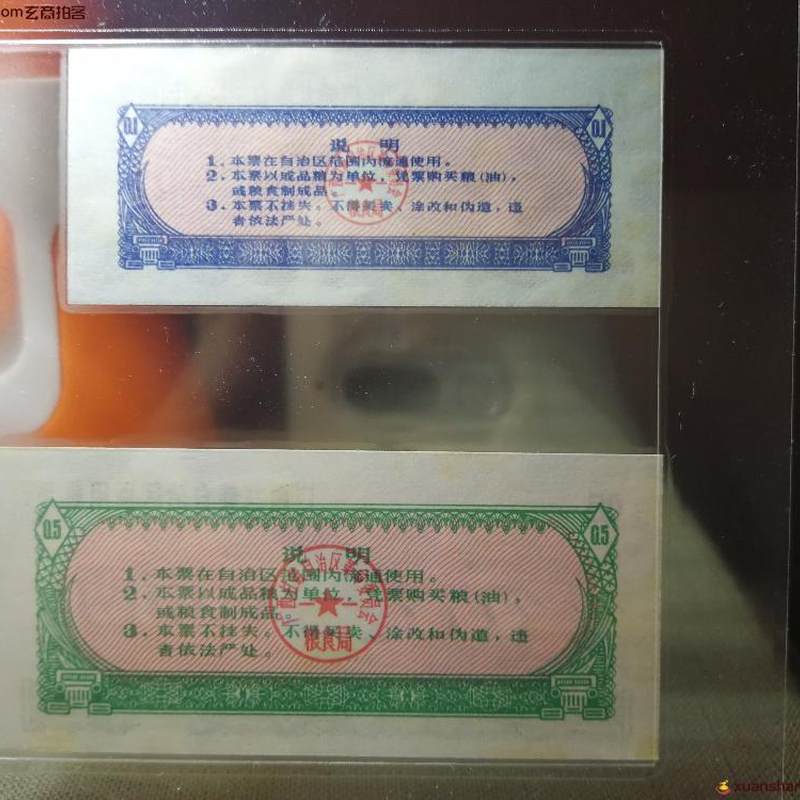 om玄商拍客
0.1 0.1
说 明
1、本票在自治区范围内流通使用。
2、本票以成品粮为单位，凭票购买粮(油)，
或粮食制成品。
3、本票不挂失。不得买卖、涂改和伪造，违
者依法严处。
粮食局
0.5 0.5
说 明
1、本票在自治区范围内流通使用。
2、本票以成品粮为单位，凭票购买粮(油)，
或粮食制成品。
3、本票不挂失。不得买卖、涂改和伪造，违
者依法严处。
粮食局
xuanshar